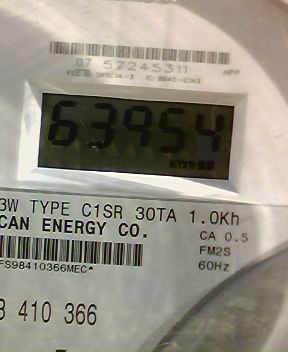 07 57245311
63954
3W TYPE C1SR 30TA 1.0Kh
CAN ENERGY CO.
CA 0.5
FM2S
60Hz
FS98410366MEC*
410 366